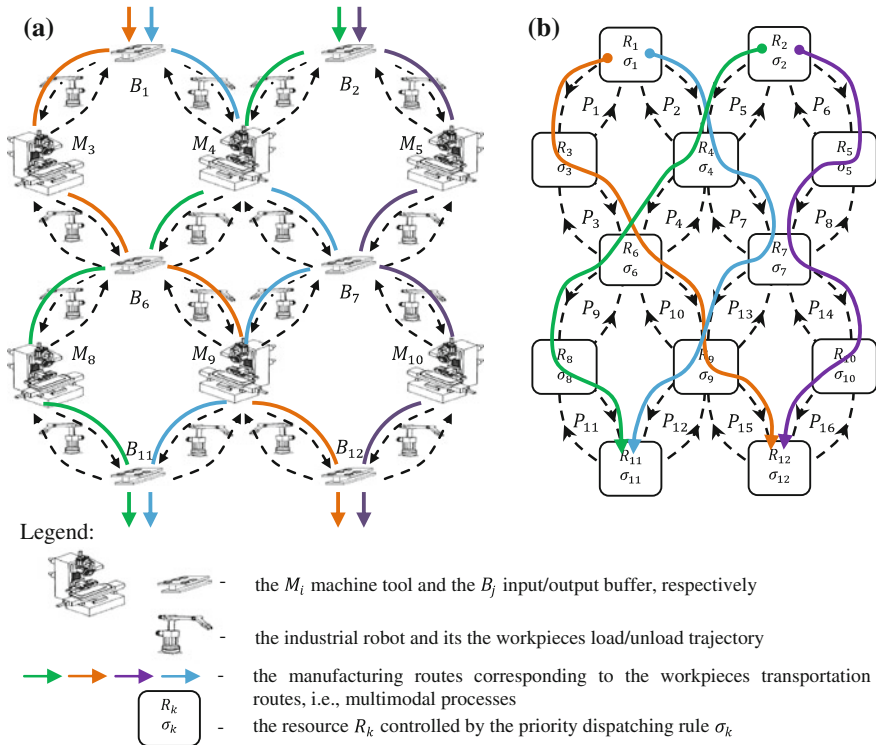 (a)
B1 B2
M3 M4 M5
B6 B7
M8 M9 M10
B11 B12
(b)
R1 R2
σ1 σ2
P1 P2 P5 P6
R3 R4 R5
σ3 σ4 σ5
P3 P4 P7 P8
R6 R7
σ6 σ7
P9 P10 P13 P14
R8 R9 R10
σ8 σ9 σ10
P11 P12 P15 P16
R11 R12
σ11 σ12
Legend:
- the Mi machine tool and the Bj input/output buffer, respectively
- the industrial robot and its the workpieces load/unload trajectory
- the manufacturing routes corresponding to the workpieces transportation
routes, i.e., multimodal processes
Rk
σk - the resource Rk controlled by the priority dispatching rule σk